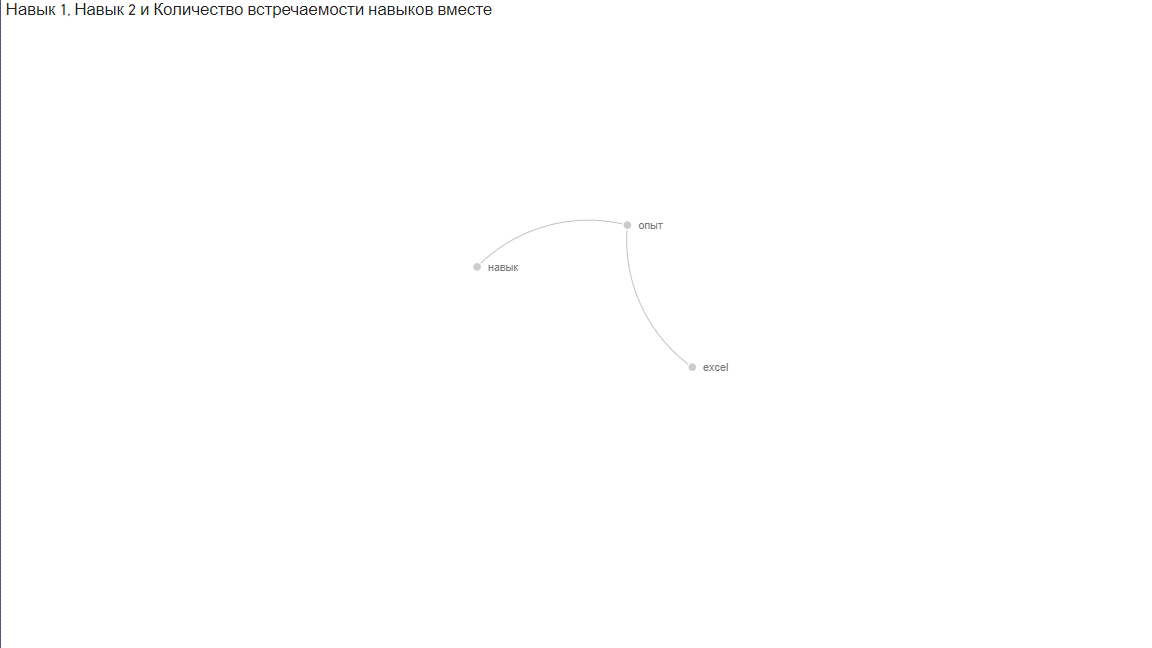 Навык 1, Навык 2 и Количество встречаемости навыков вместе
опыт
навык
excel